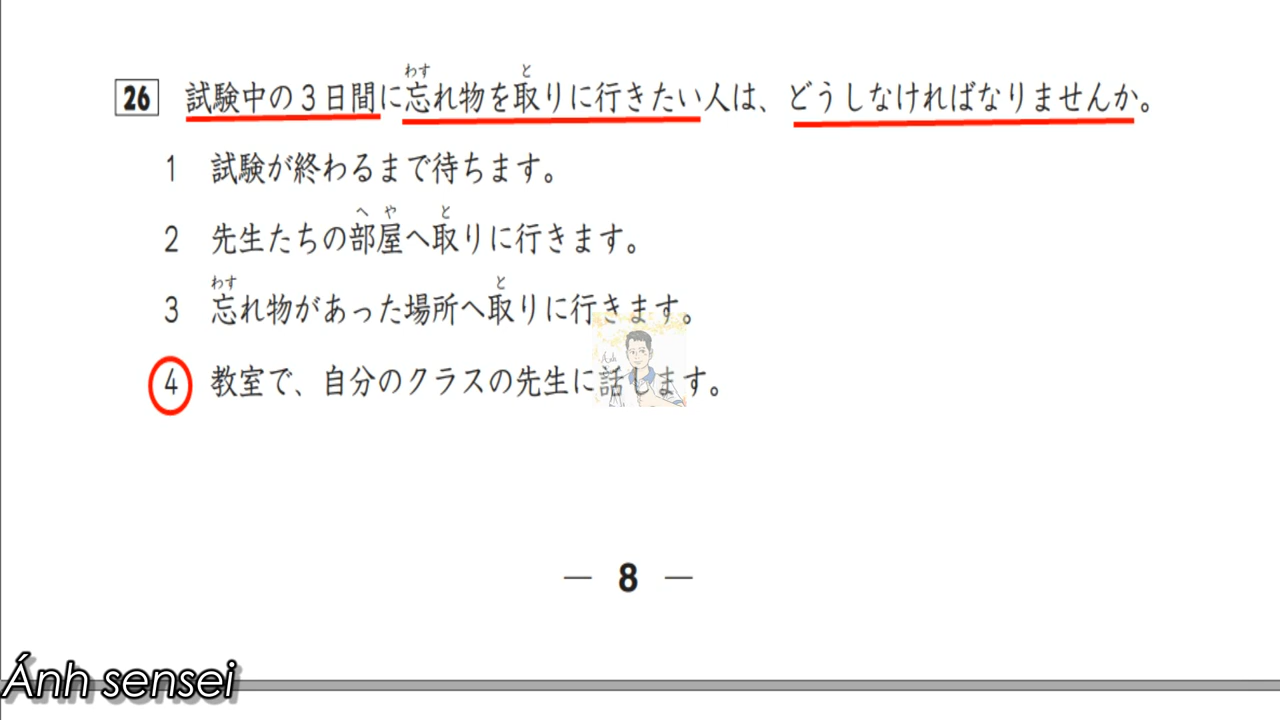 26 試験中の3日間に忘れ物を取りに行きたい人は、どうしなければなりませんか。
わす と
1 試験が終わるまで待ちます。
2 先生たちの部屋へ取りに行きます。
へや と
3 忘れ物があった場所へ取りに行きます。
わす と
4 教室で、自分のクラスの先生に話します。
Ánh
— 8 —
Ánh sensei